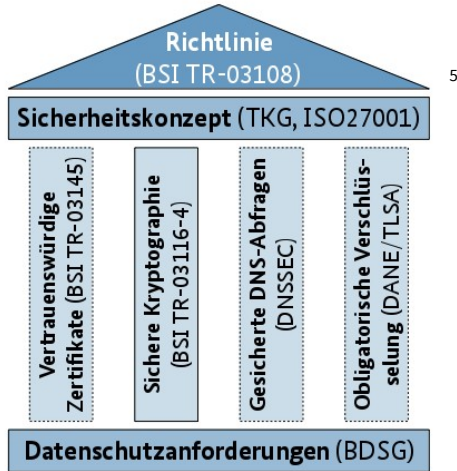 Richtlinie
(BSI TR-03108)
5
Sicherheitskonzept (TKG, ISO27001)
Vertrauenswürdige
Zertifikate (BSI TR-03145)
Sichere Kryptographie
(BSI TR-03116-4)
Gesicherte DNS-Abfragen
(DNSSEC)
Obligatorische Verschlüs-
selung (DANE/TLSA)
Datenschutzanforderungen (BDSG)